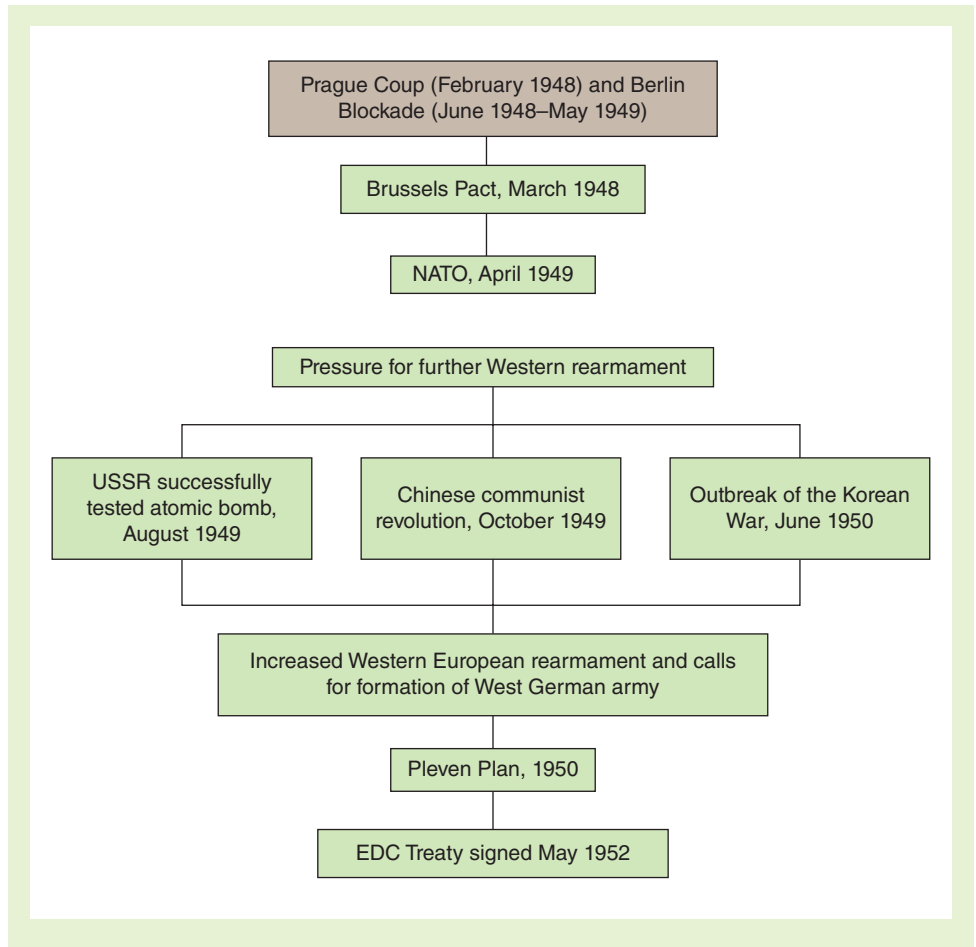 Prague Coup (February 1948) and Berlin
Blockade (June 1948–May 1949)
Brussels Pact, March 1948
NATO, April 1949
Pressure for further Western rearmament
USSR successfully
tested atomic bomb,
August 1949
Chinese communist
revolution, October 1949
Outbreak of the Korean
War, June 1950
Increased Western European rearmament and calls
for formation of West German army
Pleven Plan, 1950
EDC Treaty signed May 1952